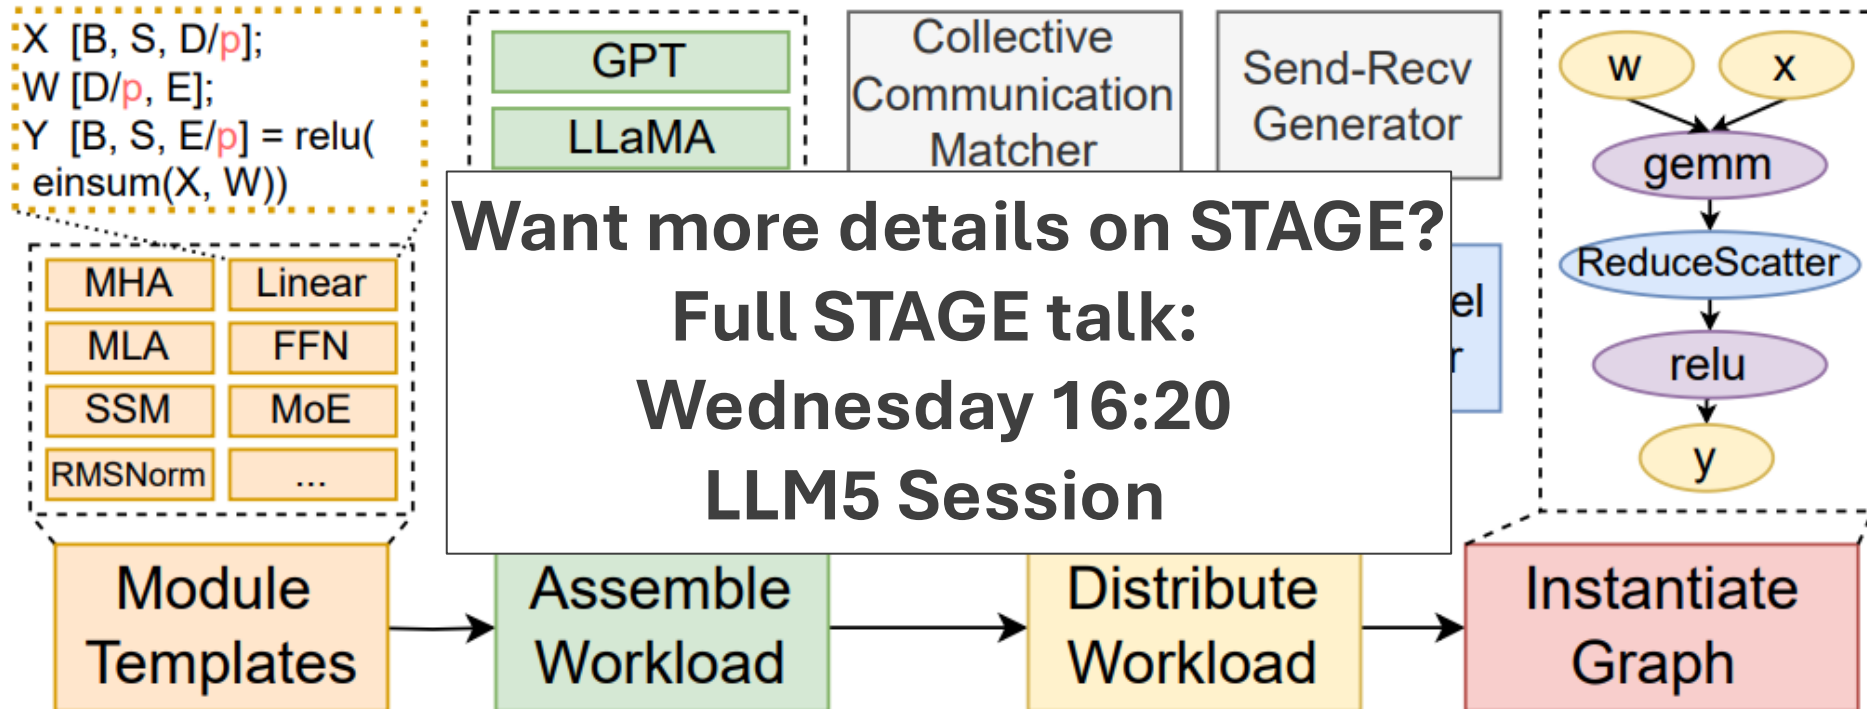 X [B, S, D/p];
W [D/p, E];
Y [B, S, E/p] = relu(
einsum(X, W))
MHA
Linear
MLA
FFN
SSM
MoE
RMSNorm
...
Module
Templates
GPT
LLaMA
Collective
Communication
Matcher
Send-Recv
Generator
Want more details on STAGE?
Full STAGE talk:
Wednesday 16:20
LLM5 Session
el
r
Assemble
Workload
Distribute
Workload
w
x
gemm
ReduceScatter
relu
y
Instantiate
Graph